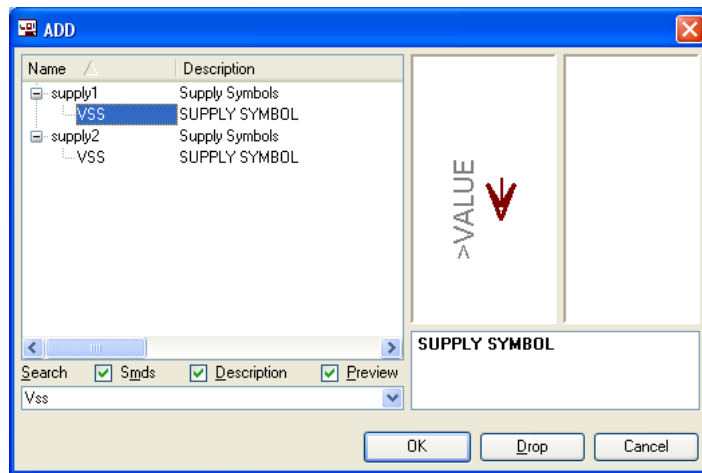 ADD
Name Description
supply1 Supply Symbols
VSS SUPPLY SYMBOL
supply2 Supply Symbols
VSS SUPPLY SYMBOL
>VALUE
SUPPLY SYMBOL
Search Smds Description Preview
Vss
OK Drop Cancel